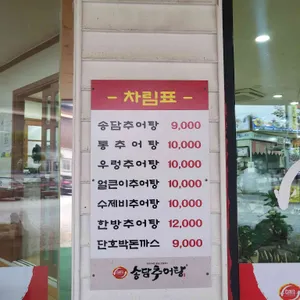 - 차림표 -
송담추어탕 9,000
통추어탕 10,000
우렁추어탕 10,000
얼큰이추어탕 10,000
수제비추어탕 10,000
한방추어탕 12,000
단호박돈까스 9,000
송담추어탕